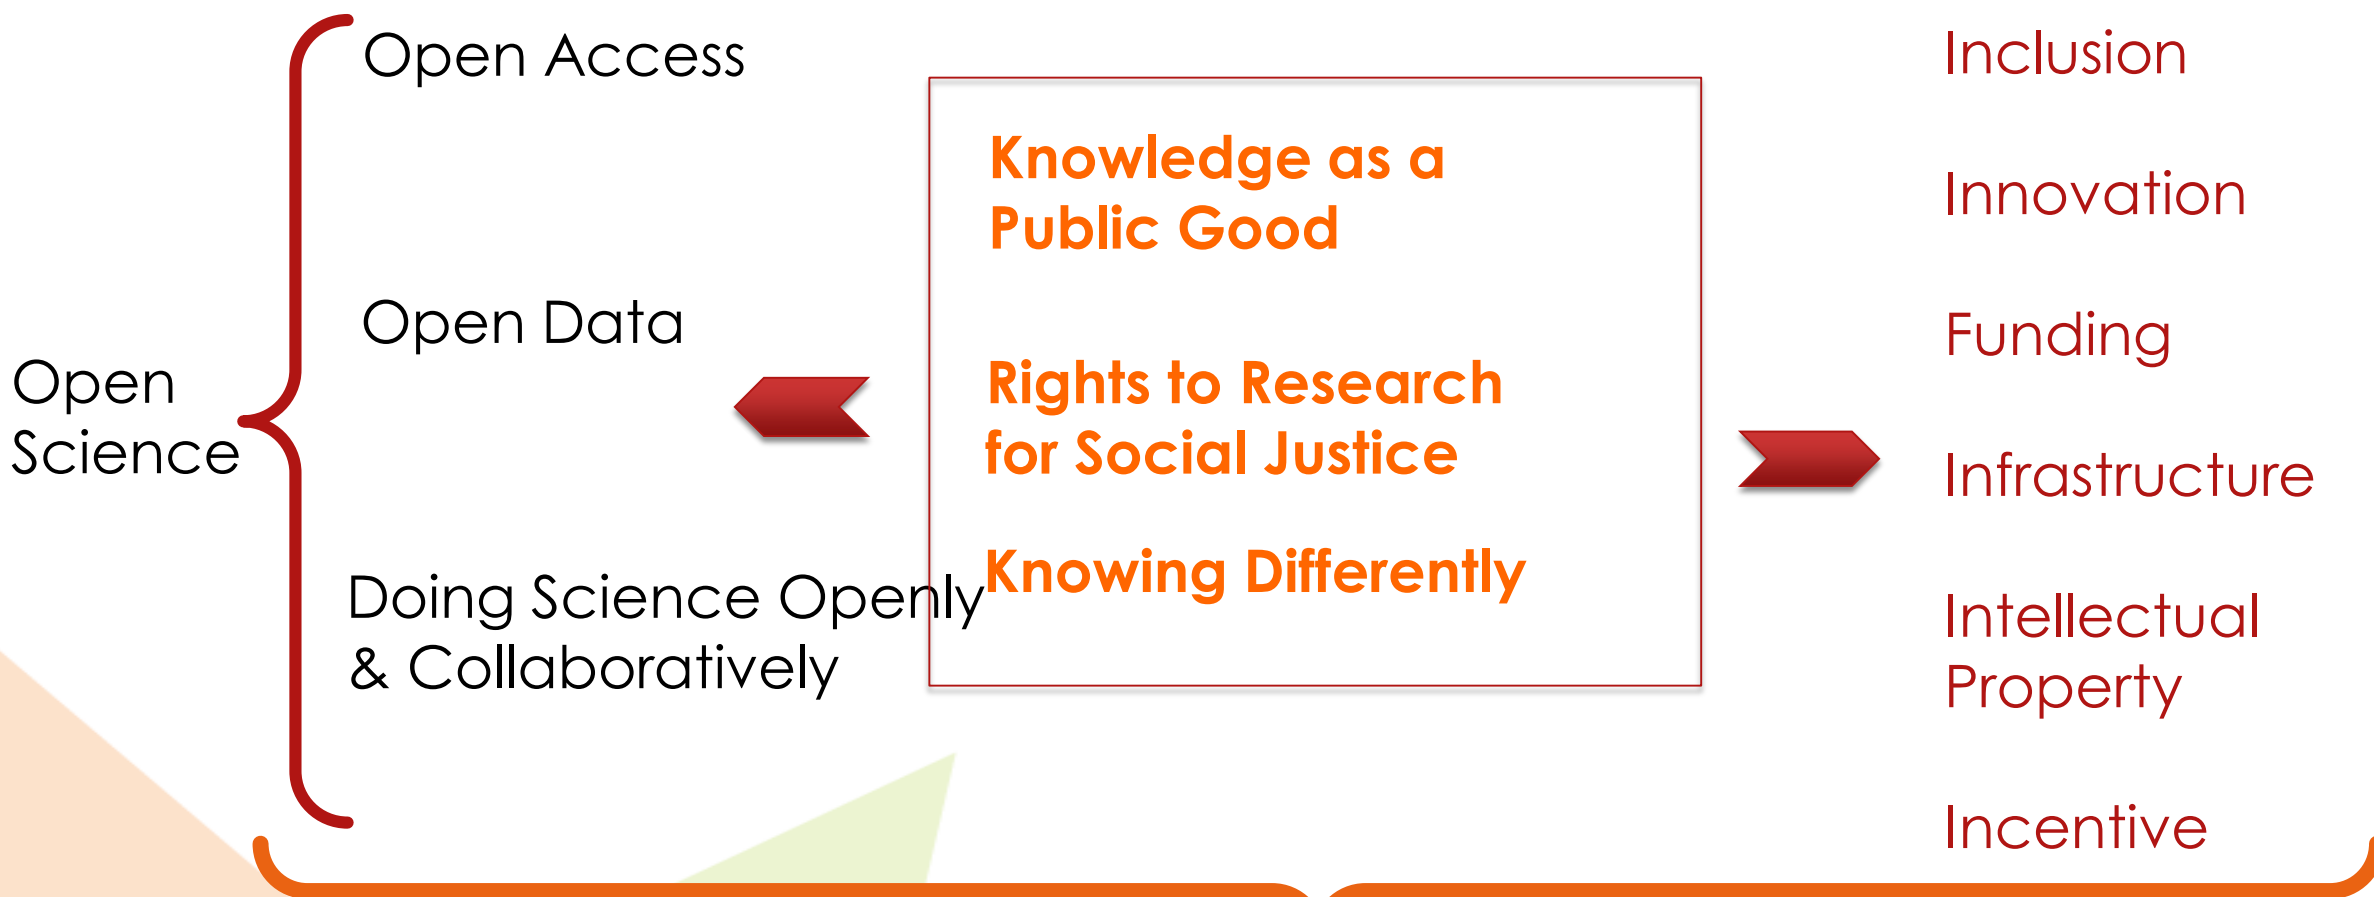 Open
Science
Open Access
Open Data
Doing Science Openly
& Collaboratively
Knowledge as a
Public Good
Rights to Research
for Social Justice
Knowing Differently
Inclusion
Innovation
Funding
Infrastructure
Intellectual
Property
Incentive